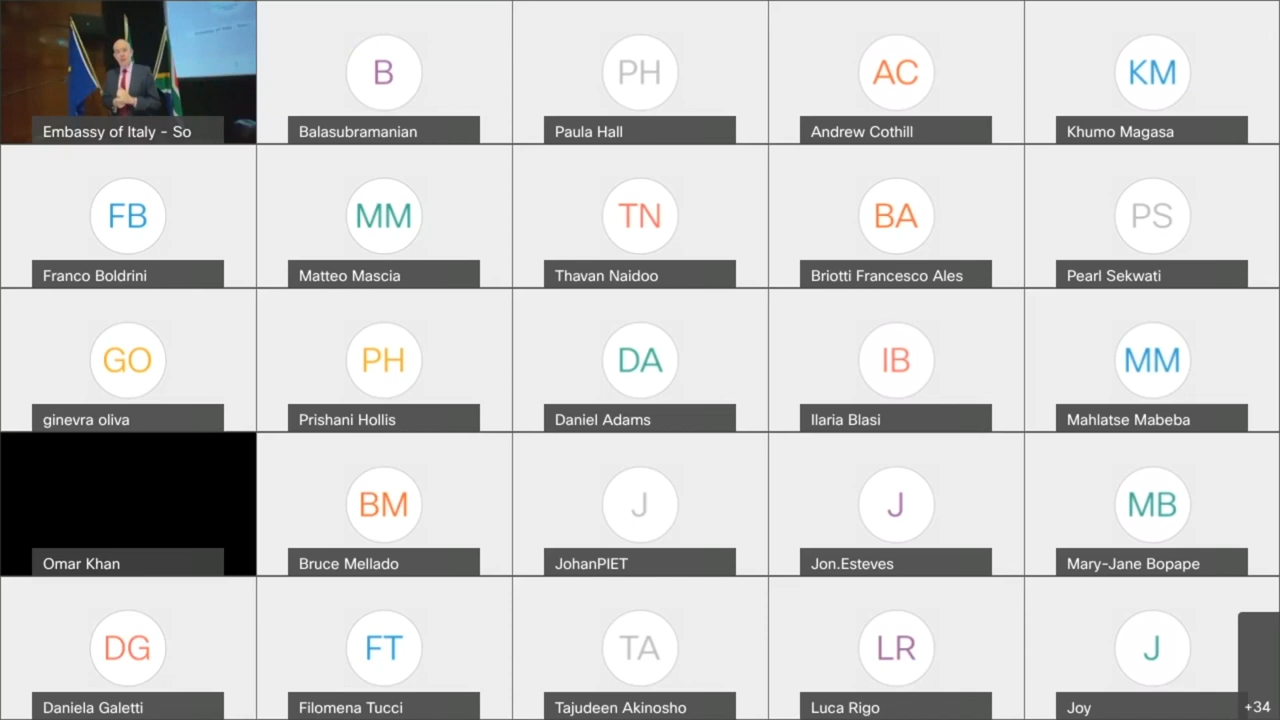 Embassy of Italy - So
B
Balasubramanian
PH
Paula Hall
AC
Andrew Cothill
KM
Khumo Magasa
FB
Franco Boldrini
MM
Matteo Mascia
TN
Thavan Naidoo
BA
Briotti Francesco Ales
PS
Pearl Sekwati
GO
ginevra oliva
PH
Prishani Hollis
DA
Daniel Adams
IB
Ilaria Blasi
MM
Mahlatse Mabeba
Omar Khan
BM
Bruce Mellado
J
JohanPIET
J
Jon.Esteves
MB
Mary-Jane Bopape
DG
Daniela Galetti
FT
Filomena Tucci
TA
Tajudeen Akinosho
LR
Luca Rigo
J
Joy
+34